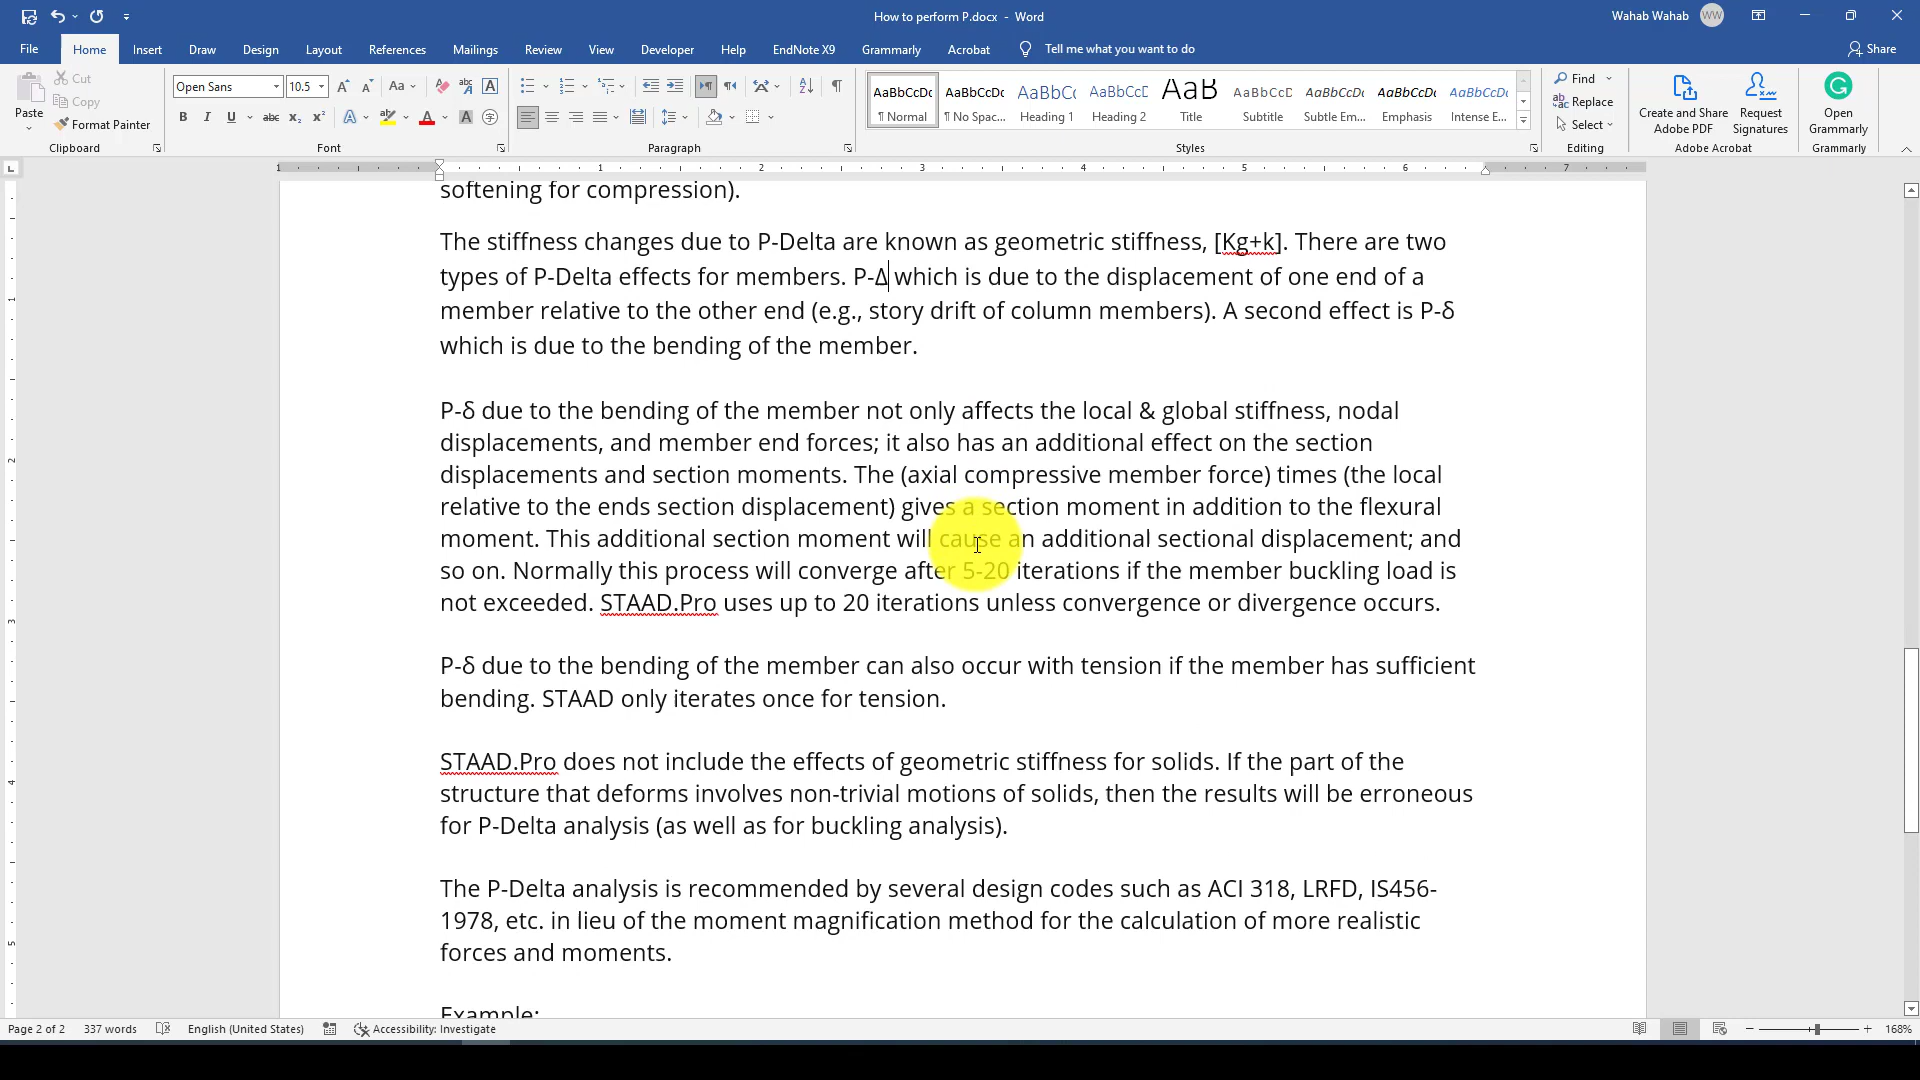 How to perform P.docx - Word
Wahab Wahab
WW
File Home Insert Draw Design Layout References Mailings Review View Developer Help EndNote X9 Grammarly Acrobat Tell me what you want to do Share
Paste
Cut
Copy
Format Painter
Clipboard
Open Sans 10.5
Font
Paragraph
AaBbCcDc AaBbCcDc AaBbC( AaBbCcE AaB AaBbCcD AaBbCcDc AaBbCcDc AaBbCcDc
¶ Normal ¶ No Spac... Heading 1 Heading 2 Title Subtitle Subtle Em... Emphasis Intense E...
Styles
Find
Replace
Select
Editing
Create and Share Adobe PDF
Request Signatures
Adobe Acrobat
Open Grammarly
Grammarly
1 1 2 3 4 5 6 7
softening for compression).
The stiffness changes due to P-Delta are known as geometric stiffness, [Kg+k]. There are two
types of P-Delta effects for members. P-Δ which is due to the displacement of one end of a
member relative to the other end (e.g., story drift of column members). A second effect is P-δ
which is due to the bending of the member.
P-δ due to the bending of the member not only affects the local & global stiffness, nodal
displacements, and member end forces; it also has an additional effect on the section
displacements and section moments. The (axial compressive member force) times (the local
relative to the ends section displacement) gives a section moment in addition to the flexural
moment. This additional section moment will cause an additional sectional displacement; and
so on. Normally this process will converge after 5-20 iterations if the member buckling load is
not exceeded. STAAD.Pro uses up to 20 iterations unless convergence or divergence occurs.
P-δ due to the bending of the member can also occur with tension if the member has sufficient
bending. STAAD only iterates once for tension.
STAAD.Pro does not include the effects of geometric stiffness for solids. If the part of the
structure that deforms involves non-trivial motions of solids, then the results will be erroneous
for P-Delta analysis (as well as for buckling analysis).
The P-Delta analysis is recommended by several design codes such as ACI 318, LRFD, IS456-
1978, etc. in lieu of the moment magnification method for the calculation of more realistic
forces and moments.
Example:
Page 2 of 2 337 words English (United States) Accessibility: Investigate 168%